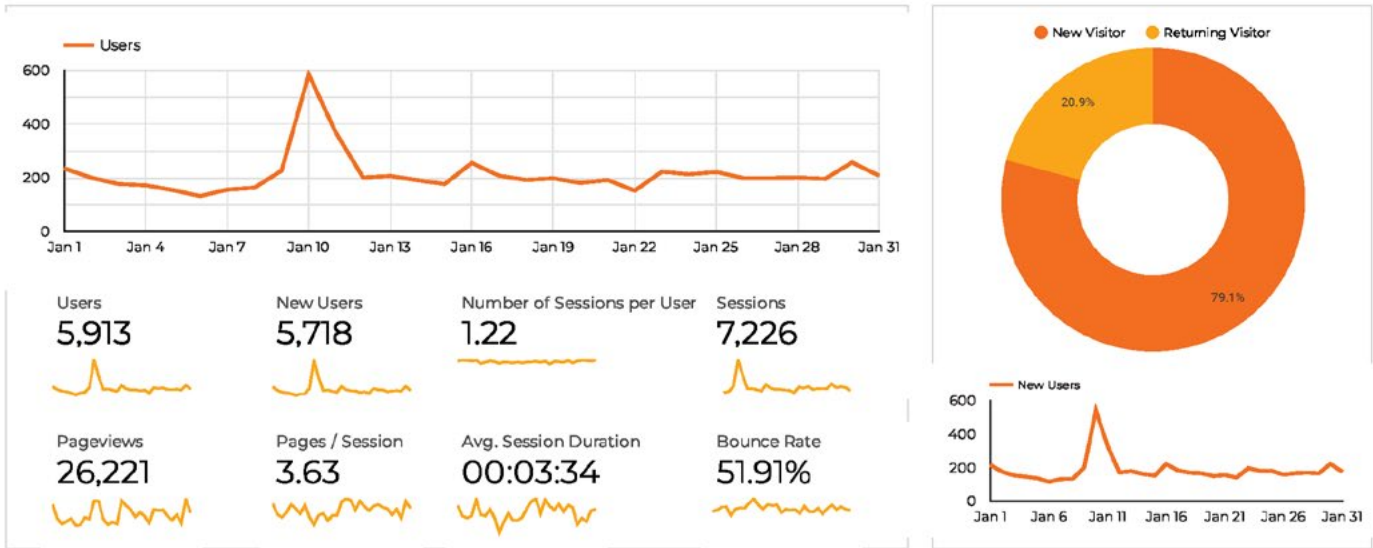 Users
600
400
200
0
Jan 1 Jan 4 Jan 7 Jan 10 Jan 13 Jan 16 Jan 19 Jan 22 Jan 25 Jan 28 Jan 31
Users New Users Number of Sessions per User Sessions
5,913 5,718 1.22 7,226
Pageviews Pages / Session Avg. Session Duration Bounce Rate
26,221 3.63 00:03:34 51.91%
New Visitor Returning Visitor
20.9%
79.1%
New Users
600
400
200
0
Jan 1 Jan 6 Jan 11 Jan 16 Jan 21 Jan 26 Jan 31